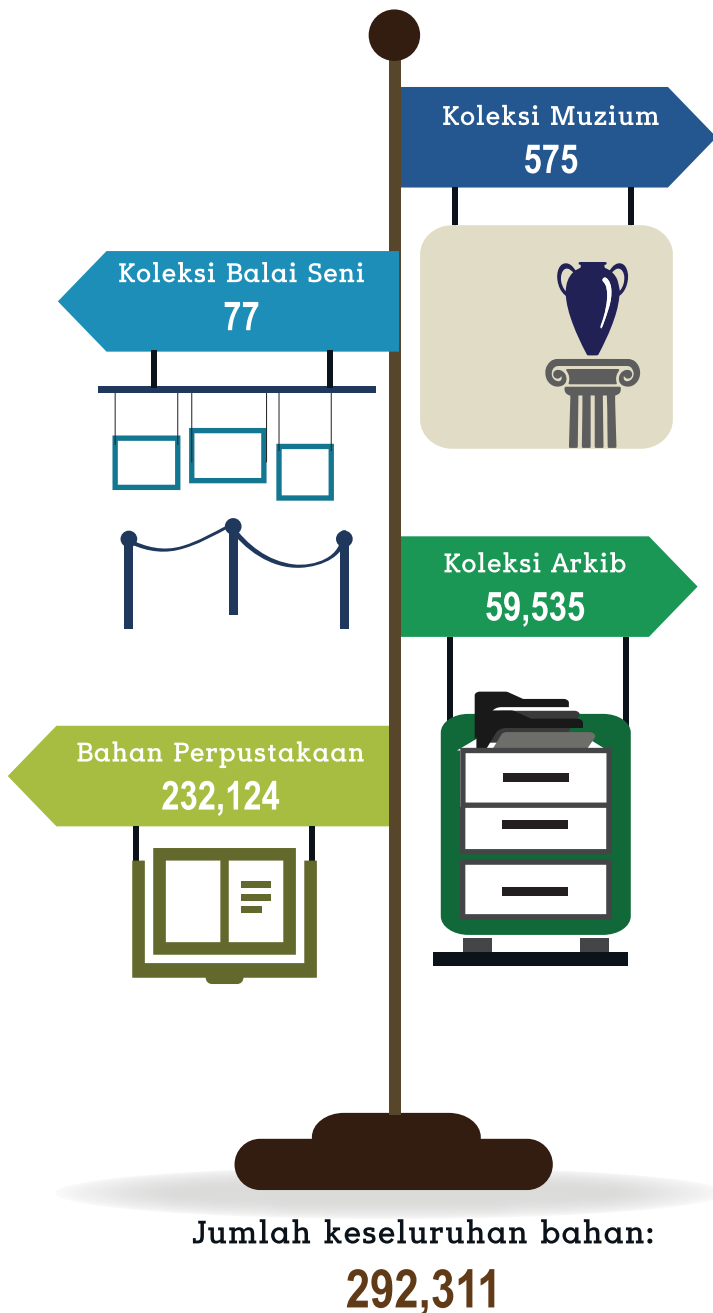 Koleksi Muzium
575
Koleksi Balai Seni
77
Koleksi Arkib
59,535
Bahan Perpustakaan
232,124
Jumlah keseluruhan bahan:
292,311